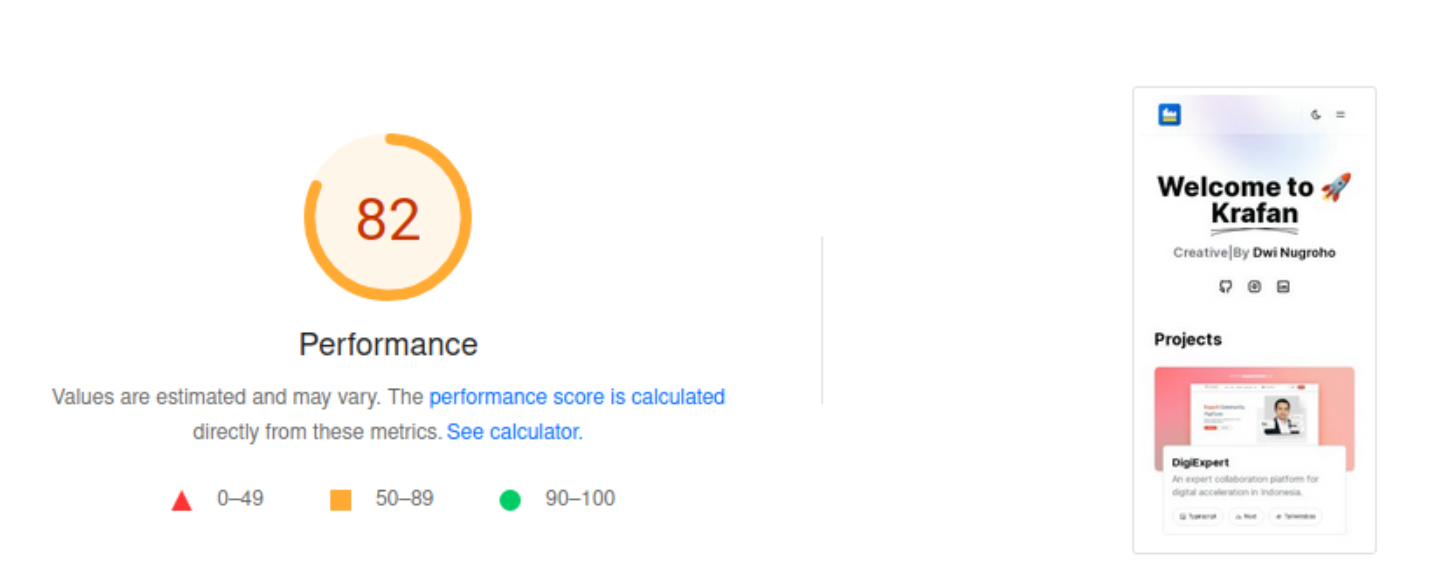 82
Performance
Values are estimated and may vary. The performance score is calculated
directly from these metrics. See calculator.
0–49
50–89
90–100
Welcome to 🚀
Krafan
Creative|By Dwi Nugroho
Projects
DigiExpert
An expert collaboration platform for
digital acceleration in Indonesia.
Typescript
Nuxt
Tailwindcss